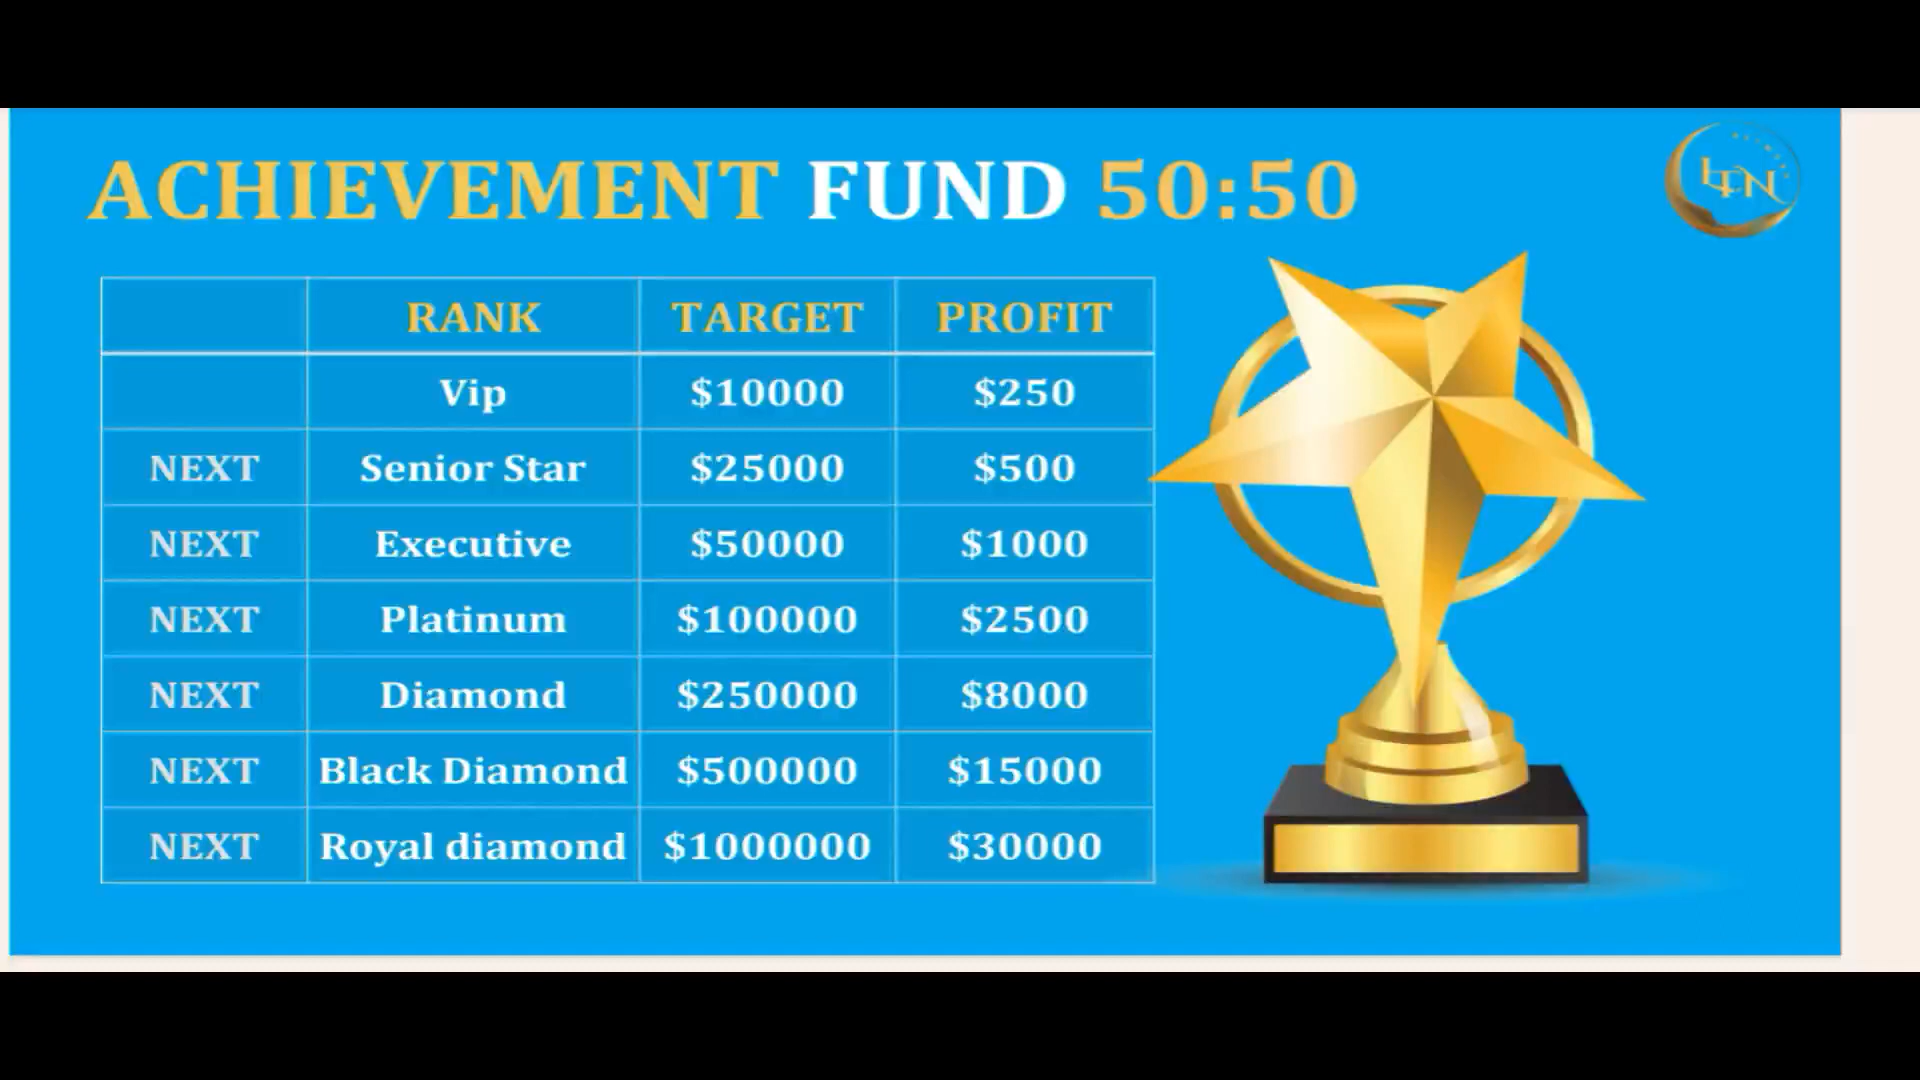 ACHIEVEMENT FUND 50:50
RANK TARGET PROFIT
Vip $10000 $250
NEXT Senior Star $25000 $500
NEXT Executive $50000 $1000
NEXT Platinum $100000 $2500
NEXT Diamond $250000 $8000
NEXT Black Diamond $500000 $15000
NEXT Royal diamond $1000000 $30000